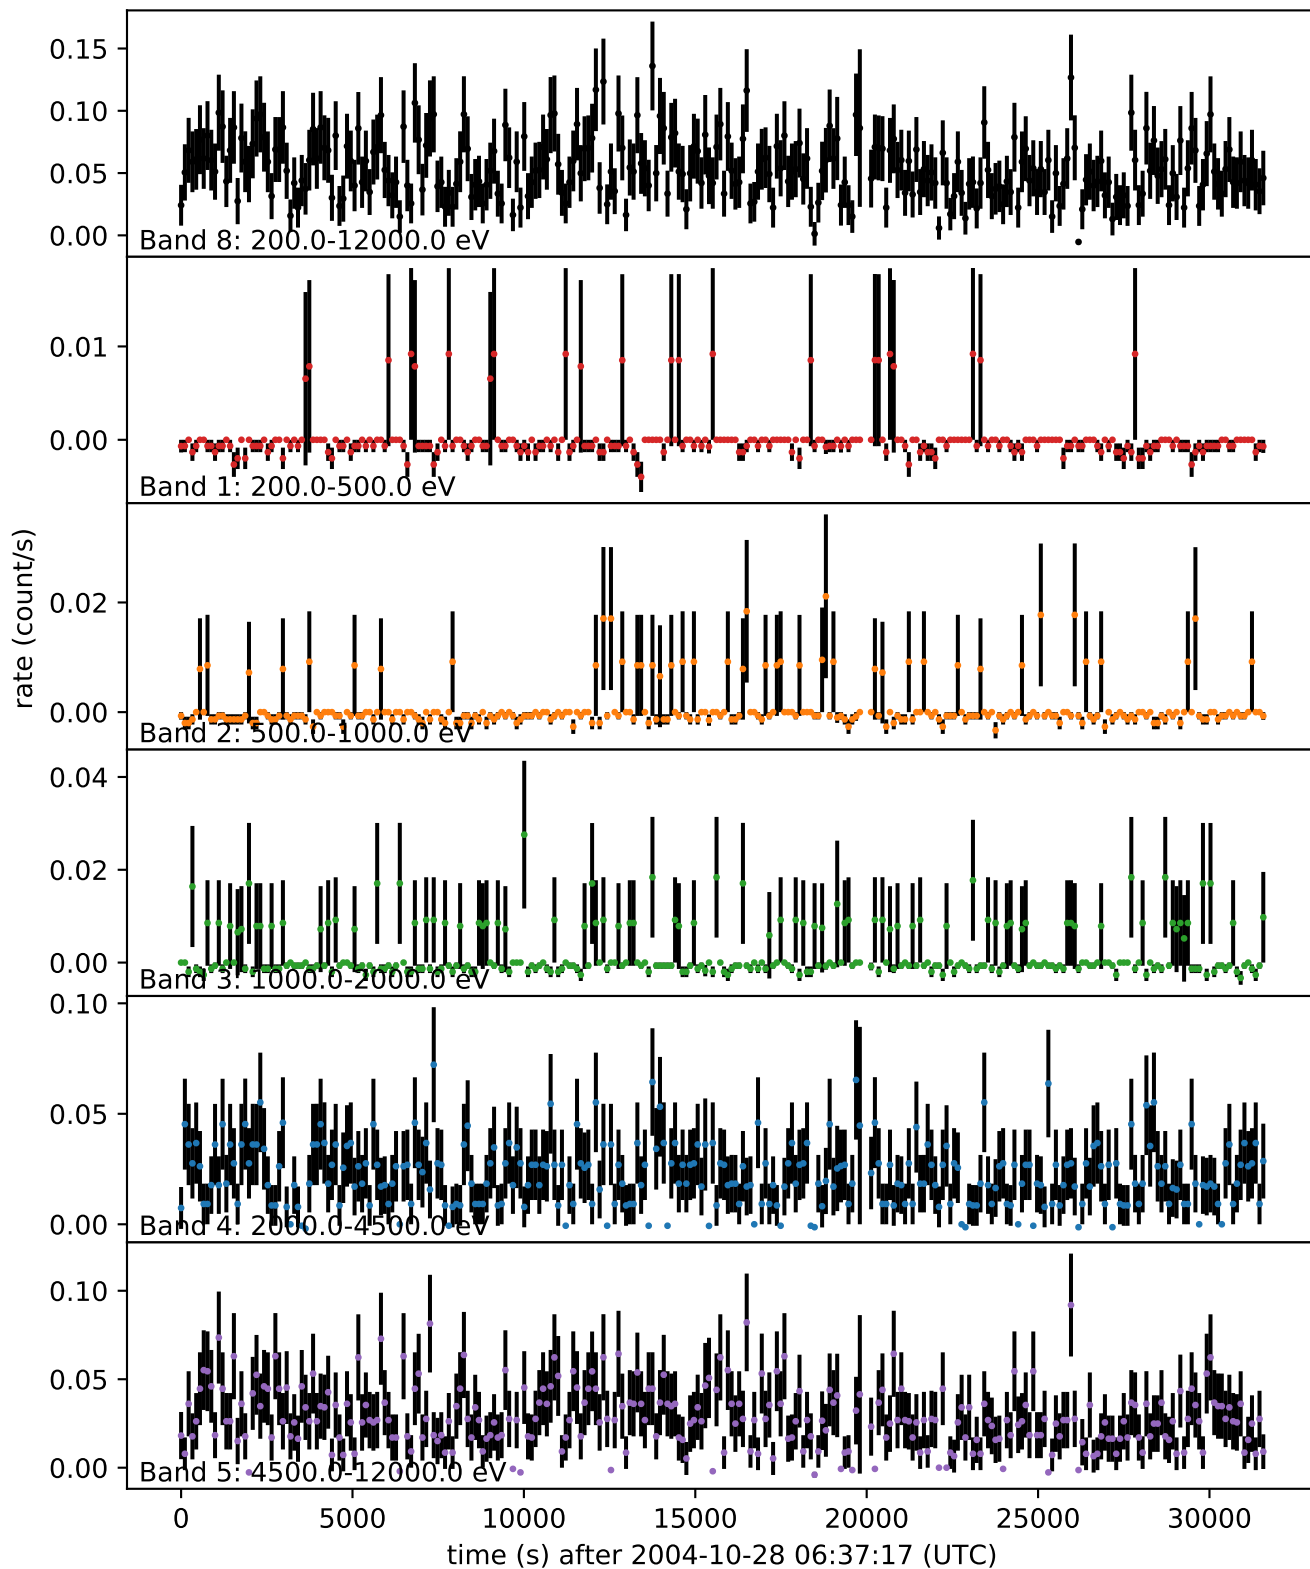 0.15
0.10
0.05
0.00
Band 8: 200.0-12000.0 eV
0.01
0.00
Band 1: 200.0-500.0 eV
rate (count/s)
0.02
0.00
Band 2: 500.0-1000.0 eV
0.04
0.02
0.00
Band 3: 1000.0-2000.0 eV
0.10
0.05
0.00
Band 4: 2000.0-4500.0 eV
0.10
0.05
0.00
Band 5: 4500.0-12000.0 eV
0 5000 10000 15000 20000 25000 30000
time (s) after 2004-10-28 06:37:17 (UTC)